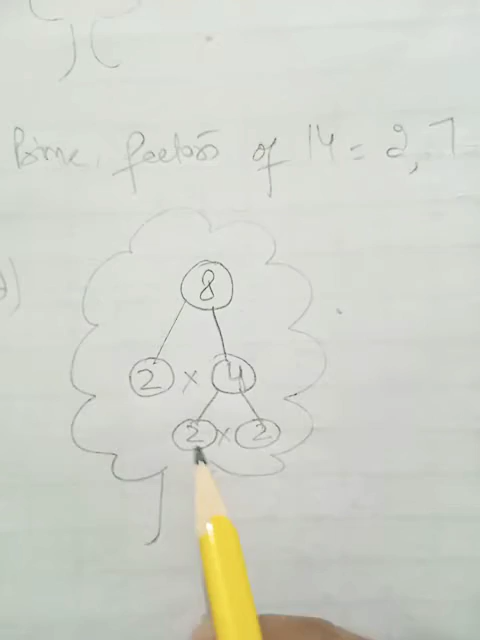 Prime factors of 14 = 2, 7
8
2 × 4
2 × 2